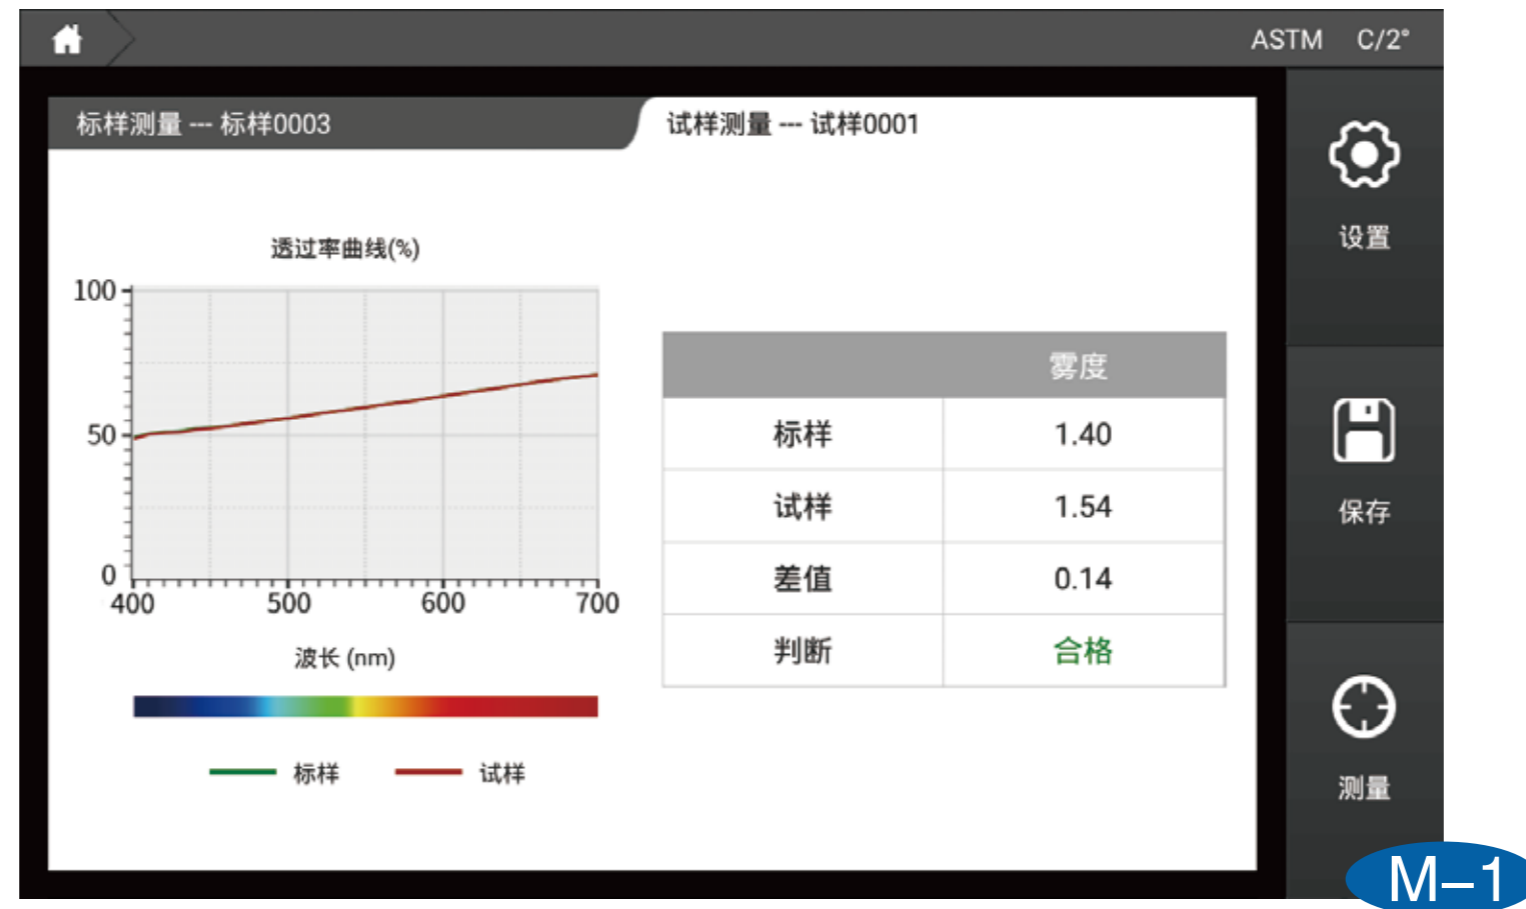 ASTM C/2°
标样测量 --- 标样0003
试样测量 --- 试样0001
设置
透过率曲线(%)
100
50
0
400 500 600 700
波长 (nm)
标样 试样
雾度
标样 1.40
试样 1.54
差值 0.14
判断 合格
保存
测量
M–1